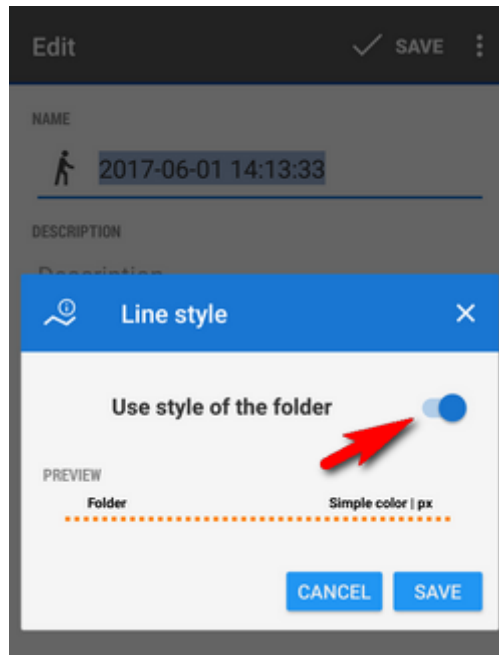 Edit
SAVE
NAME
2017-06-01 14:13:33
DESCRIPTION
Description
Line style
Use style of the folder
PREVIEW
Folder Simple color | px
CANCEL SAVE